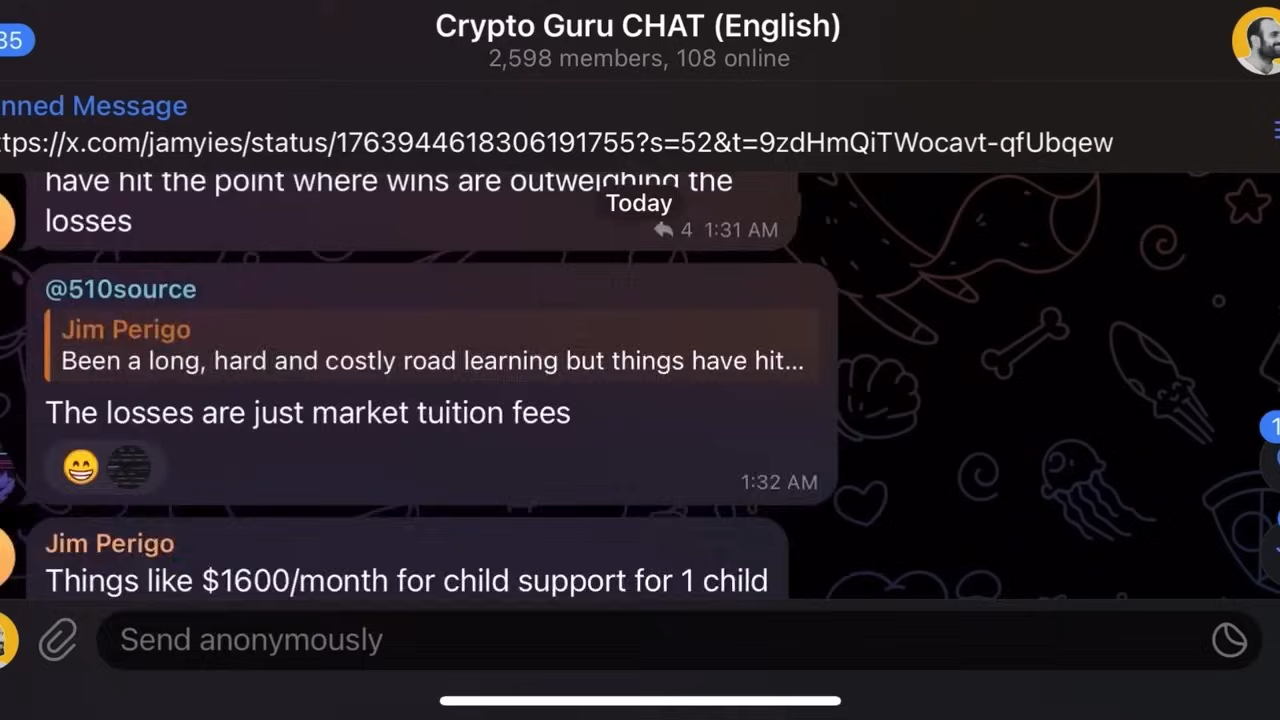 35
Crypto Guru CHAT (English)
2,598 members, 108 online
nned Message
ttps://x.com/jamyies/status/1763944618306191755?s=52&t=9zdHmQiTWocavt-qfUbqew
have hit the point where wins are outweighing the
Today
losses
4 1:31 AM
@510source
Jim Perigo
Been a long, hard and costly road learning but things have hit...
The losses are just market tuition fees
1:32 AM
Jim Perigo
Things like $1600/month for child support for 1 child
Send anonymously